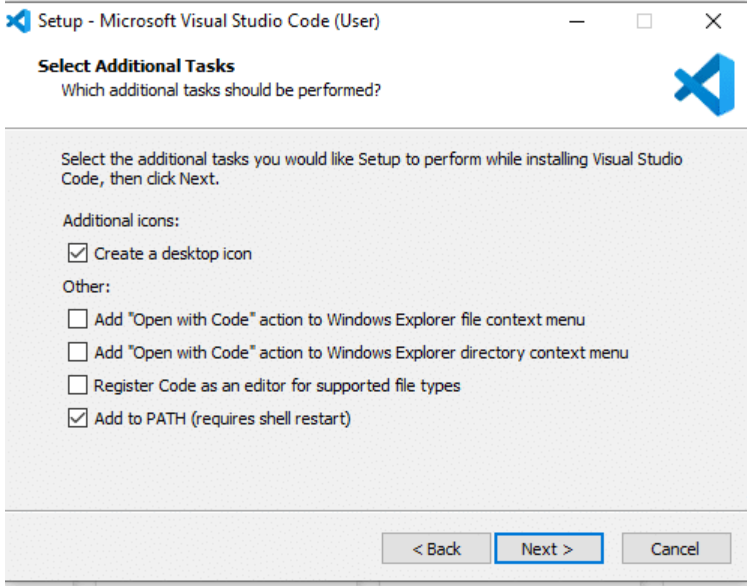 Setup - Microsoft Visual Studio Code (User)
Select Additional Tasks
Which additional tasks should be performed?
Select the additional tasks you would like Setup to perform while installing Visual Studio
Code, then click Next.
Additional icons:
Create a desktop icon
Other:
Add "Open with Code" action to Windows Explorer file context menu
Add "Open with Code" action to Windows Explorer directory context menu
Register Code as an editor for supported file types
Add to PATH (requires shell restart)
< Back Next > Cancel